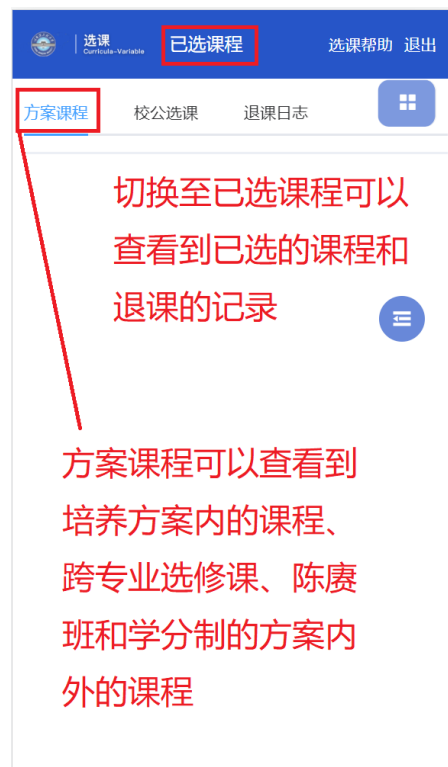 选课 已选课程 选课帮助 退出
Curricula-Variable
方案课程 校公选课 退课日志
切换至已选课程可以
查看到已选的课程和
退课的记录
方案课程可以查看到
培养方案内的课程、
跨专业选修课、陈赓
班和学分制的方案内
外的课程